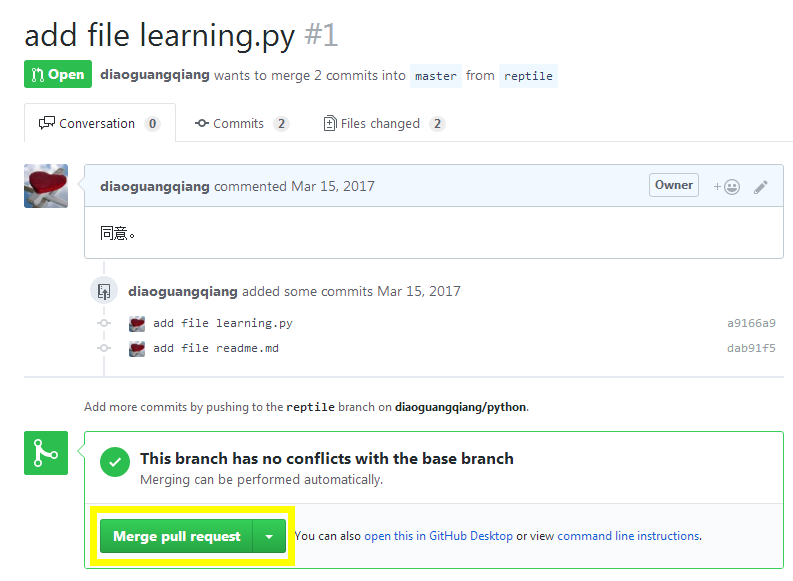 add file learning.py #1
Open diaoguangqiang wants to merge 2 commits into master from reptile
Conversation 0 Commits 2 Files changed 2
diaoguangqiang commented Mar 15, 2017 Owner +
同意。
diaoguangqiang added some commits Mar 15, 2017
add file learning.py a9166a9
add file readme.md dab91f5
Add more commits by pushing to the reptile branch on diaoguangqiang/python.
This branch has no conflicts with the base branch
Merging can be performed automatically.
Merge pull request You can also open this in GitHub Desktop or view command line instructions.